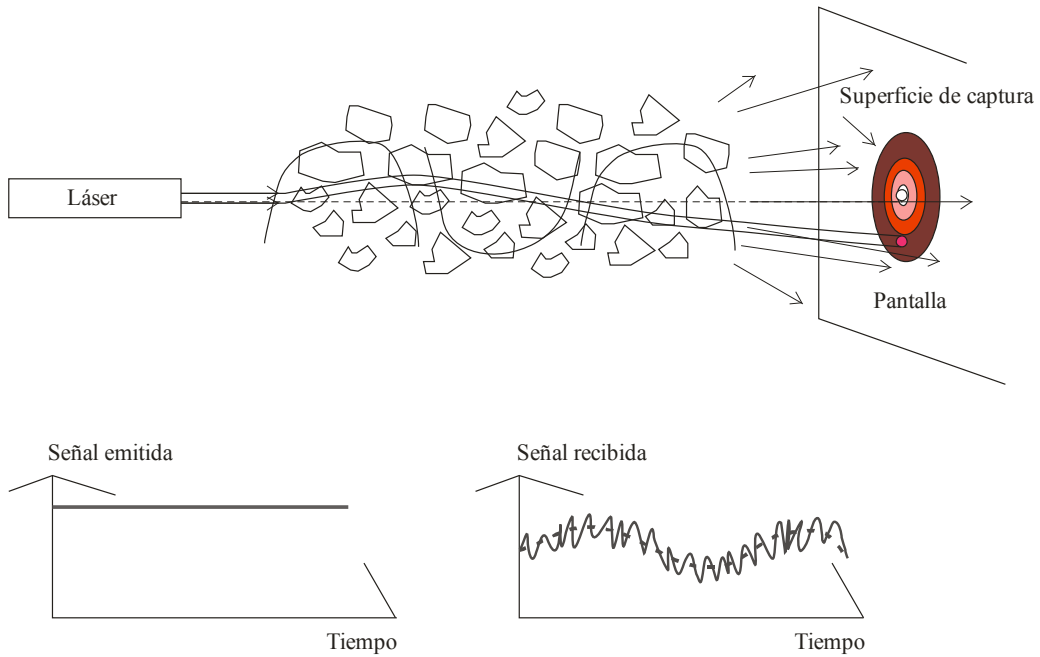 Superficie de captura
Láser
Pantalla
Señal emitida
Señal recibida
Tiempo
Tiempo